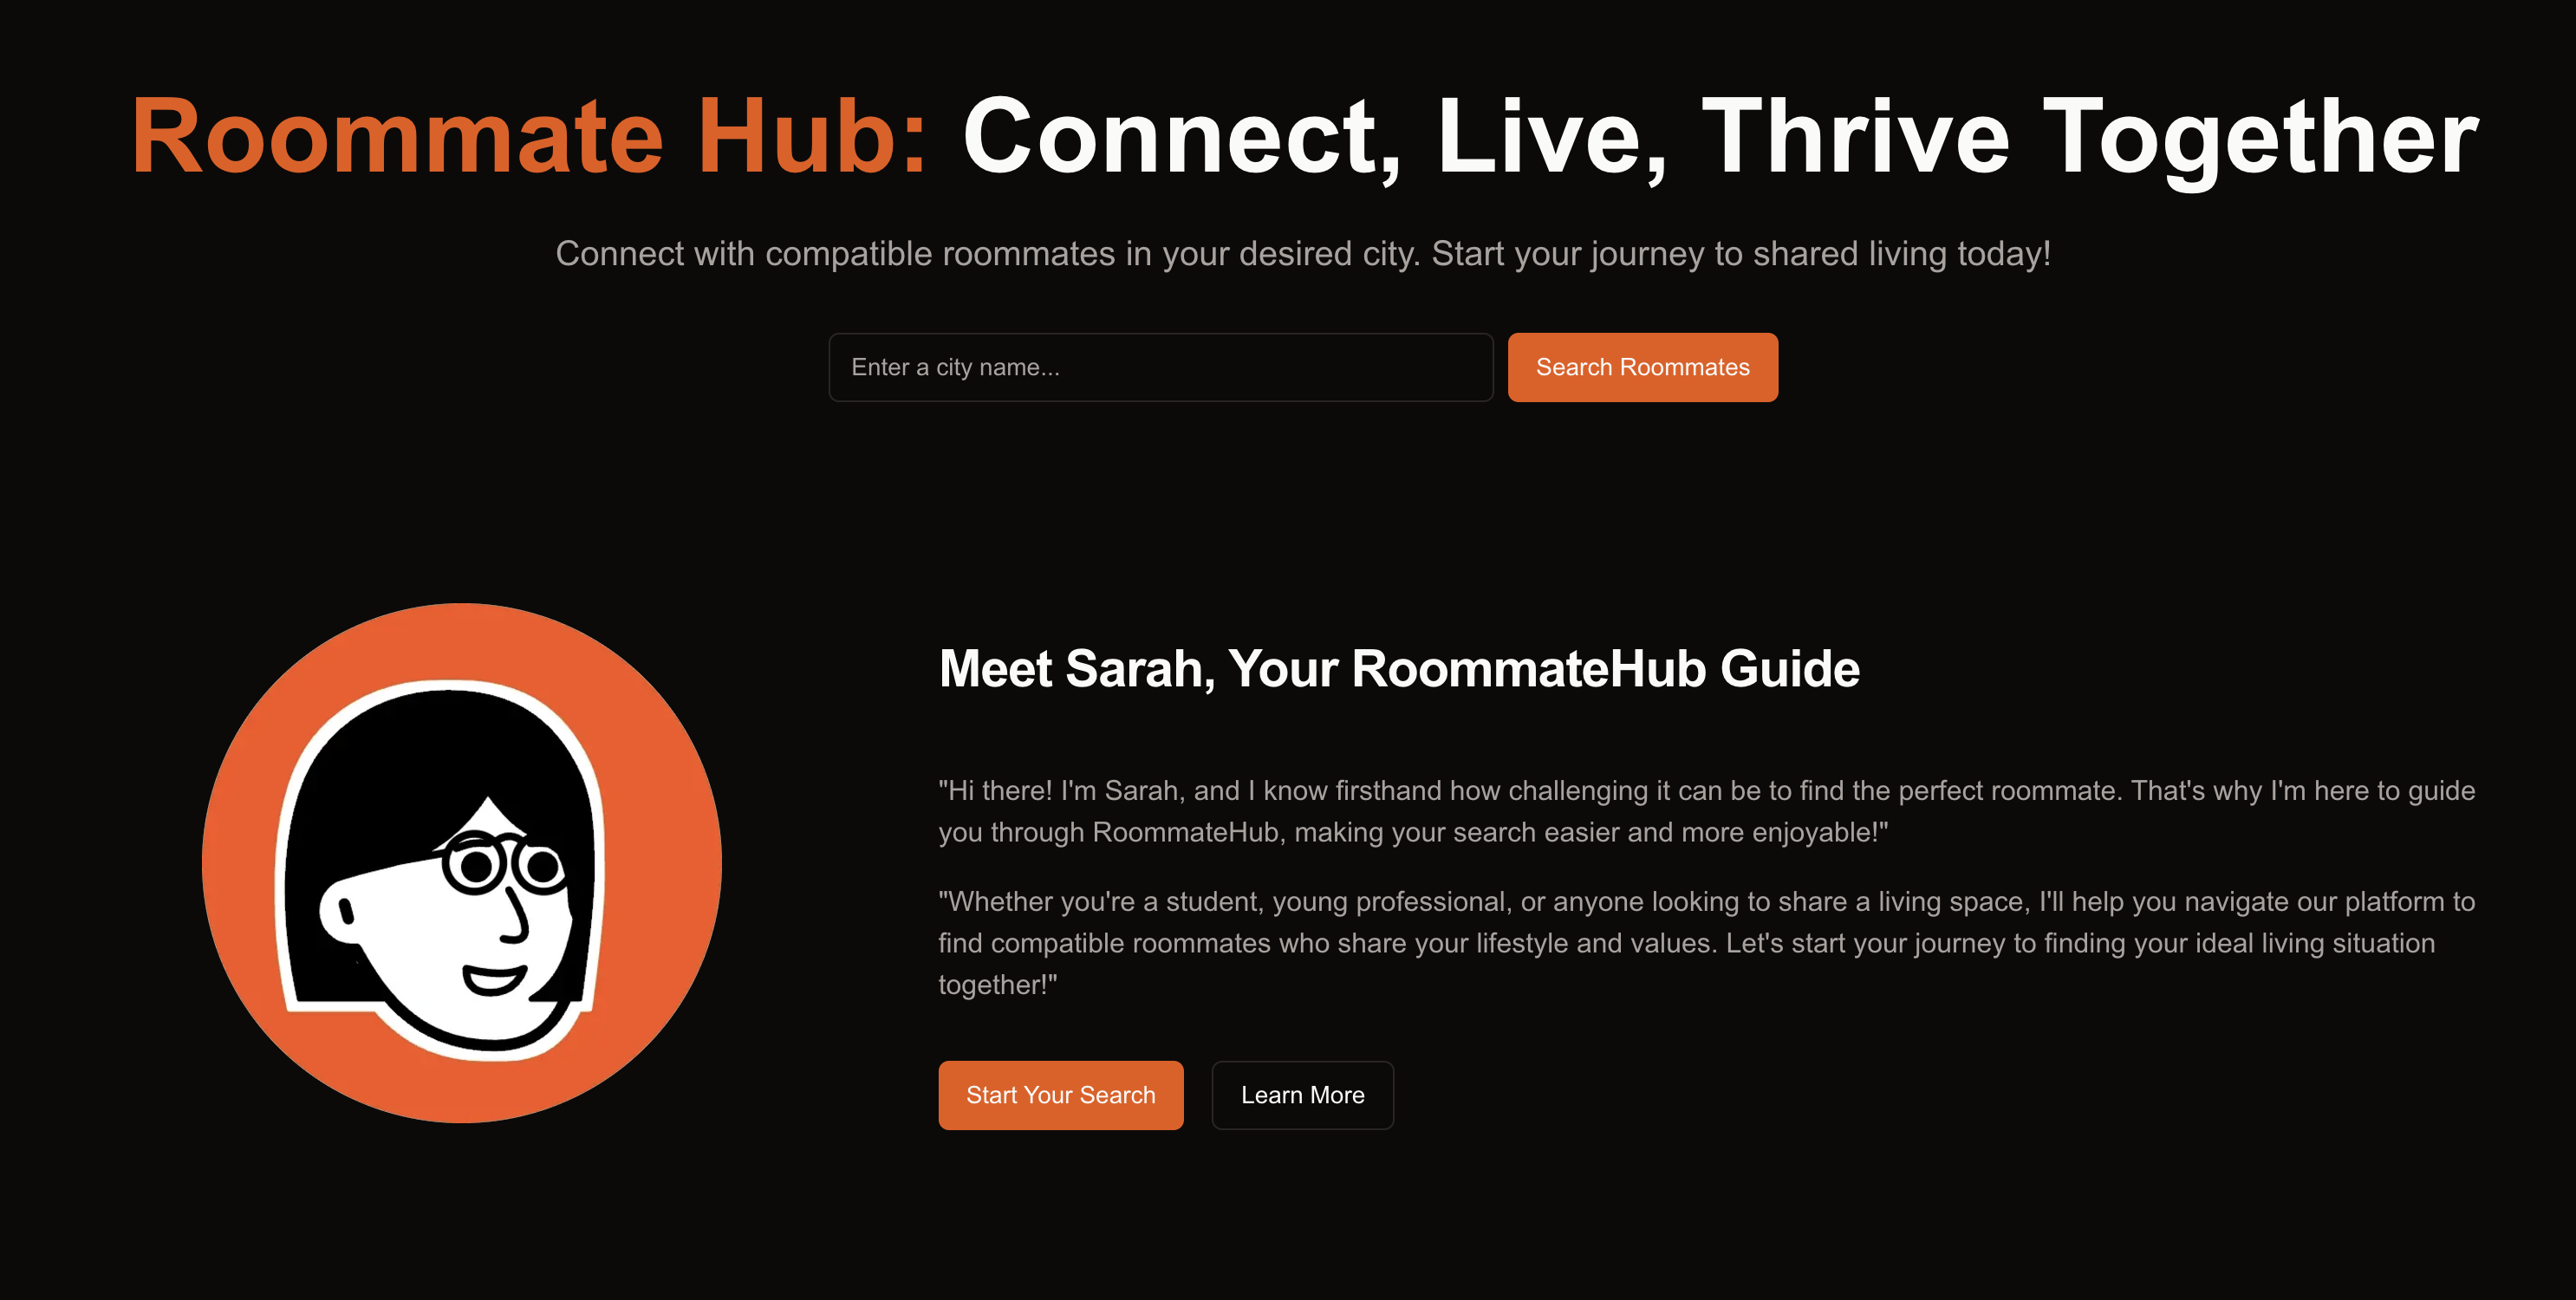 Roommate Hub: Connect, Live, Thrive Together
Connect with compatible roommates in your desired city. Start your journey to shared living today!
Enter a city name...
Search Roommates
Meet Sarah, Your RoommateHub Guide
"Hi there! I'm Sarah, and I know firsthand how challenging it can be to find the perfect roommate. That's why I'm here to guide
you through RoommateHub, making your search easier and more enjoyable!"
"Whether you're a student, young professional, or anyone looking to share a living space, I'll help you navigate our platform to
find compatible roommates who share your lifestyle and values. Let's start your journey to finding your ideal living situation
together!"
Start Your Search
Learn More